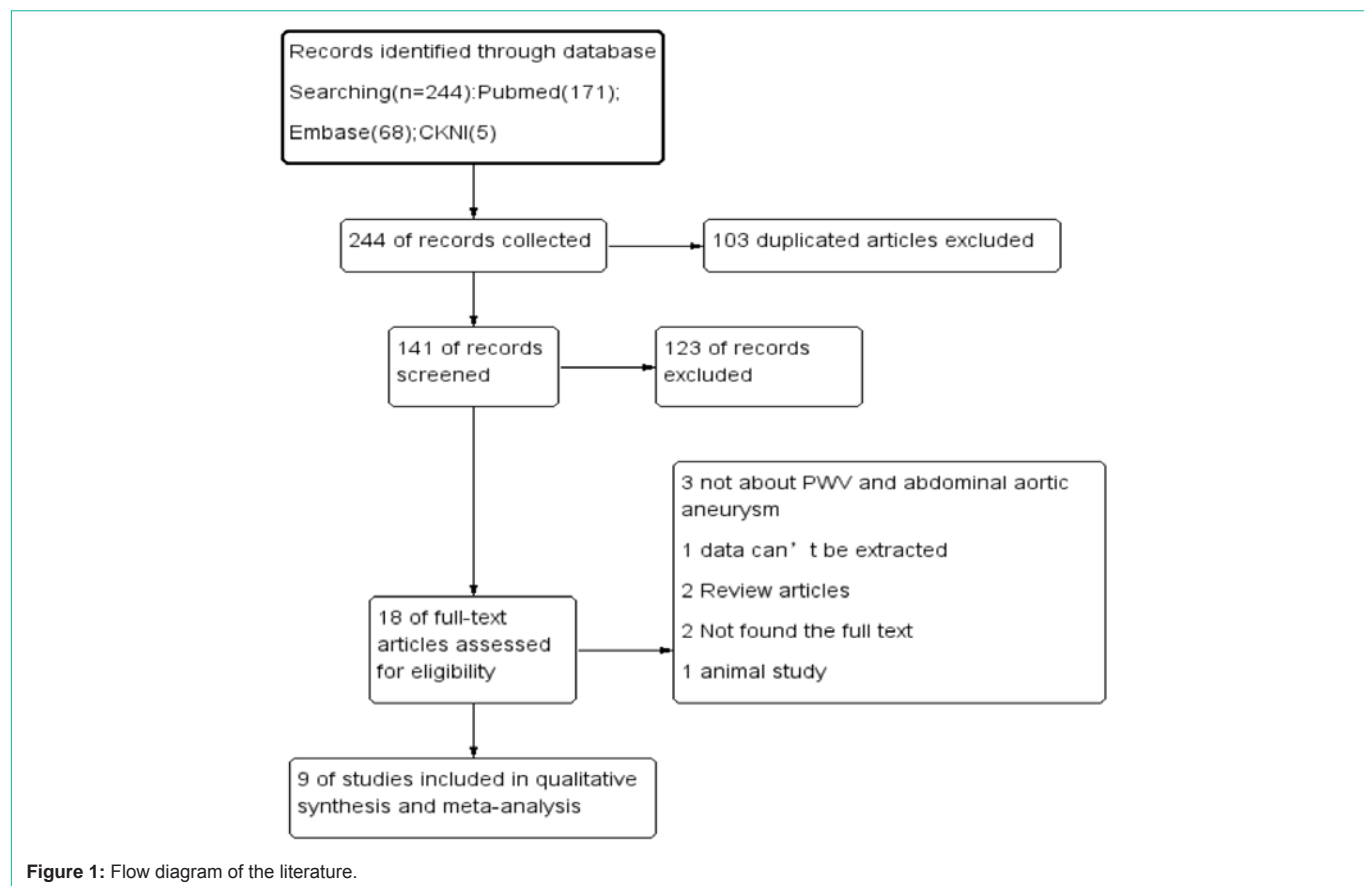 Records identified through database
Searching(n=244):Pubmed(171);
Embase(68);CKNI(5)
244 of records collected
103 duplicated articles excluded
141 of records
screened
123 of records
excluded
3 not about PWV and abdominal aortic
aneurysm
1 data can’t be extracted
2 Review articles
2 Not found the full text
1 animal study
18 of full-text
articles assessed
for eligibility
9 of studies included in qualitative
synthesis and meta-analysis
Figure 1: Flow diagram of the literature.